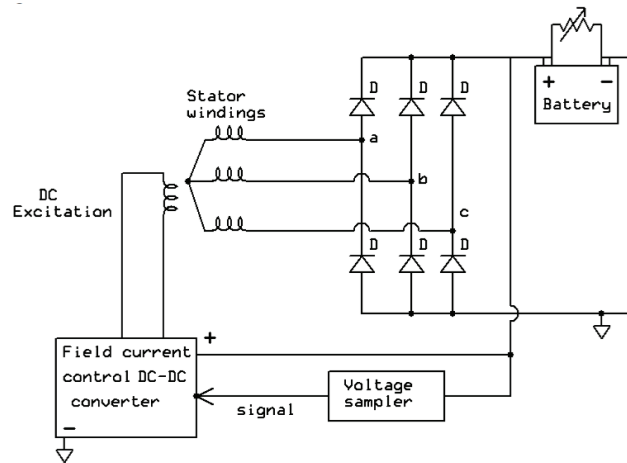 D
D
D
+
-
Battery
Stator
windings
a
b
c
DC
Excitation
D
D
D
+
Field current
control DC-DC
converter
-
signal
Voltage
sampler